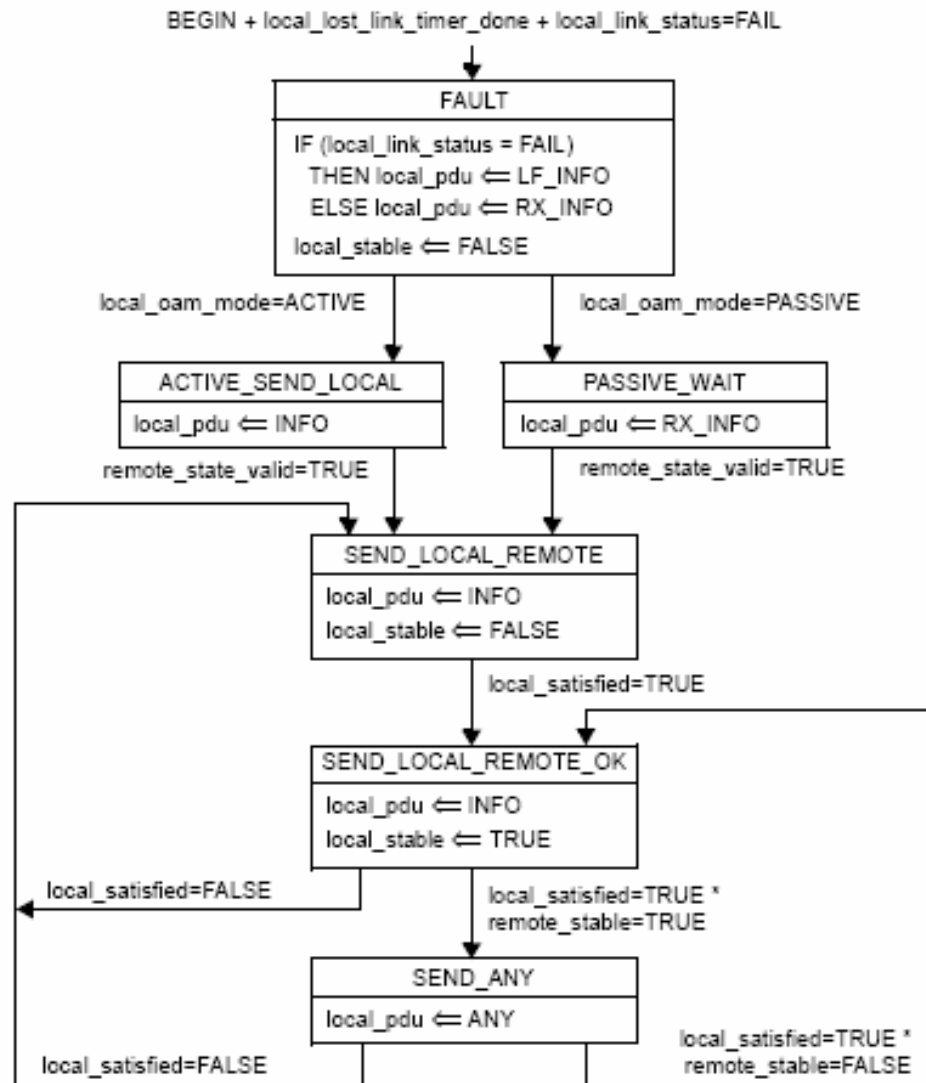 BEGIN + local_lost_link_timer_done + local_link_status=FAIL
FAULT
IF (local_link_status = FAIL)
THEN local_pdu ⇐ LF_INFO
ELSE local_pdu ⇐ RX_INFO
local_stable ⇐ FALSE
local_oam_mode=ACTIVE
local_oam_mode=PASSIVE
ACTIVE_SEND_LOCAL
local_pdu ⇐ INFO
PASSIVE_WAIT
local_pdu ⇐ RX_INFO
remote_state_valid=TRUE
remote_state_valid=TRUE
SEND_LOCAL_REMOTE
local_pdu ⇐ INFO
local_stable ⇐ FALSE
local_satisfied=TRUE
SEND_LOCAL_REMOTE_OK
local_pdu ⇐ INFO
local_stable ⇐ TRUE
local_satisfied=FALSE
local_satisfied=TRUE *
remote_stable=TRUE
SEND_ANY
local_pdu ⇐ ANY
local_satisfied=FALSE
local_satisfied=TRUE *
remote_stable=FALSE